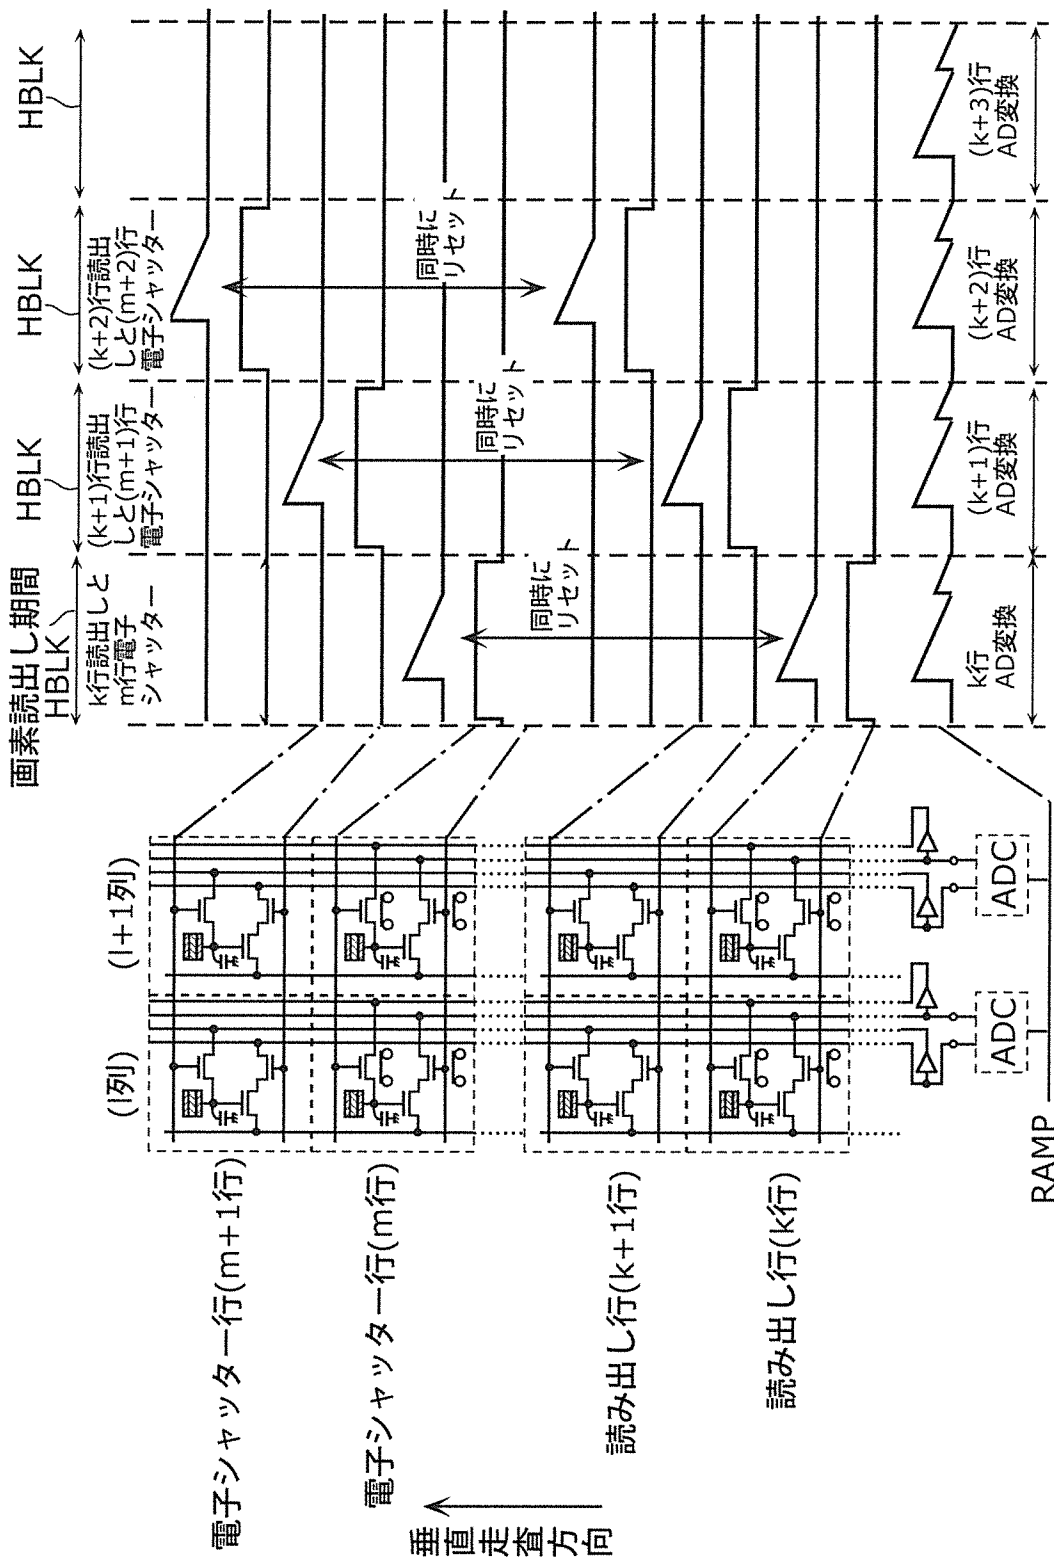 画素読出し期間
HBLK
HBLK
HBLK
HBLK
k行読出しと
m行電子
シャッター
(k+1)行読出
しと(m+1)行
電子シャッター
(k+2)行読出
しと(m+2)行
電子シャッター
(l列)
(l+1列)
電子シャッター行(m+1行)
電子シャッター行(m行)
読み出し行(k+1行)
読み出し行(k行)
垂直走査方向
同時に
リセット
同時に
リセット
同時に
リセット
ADC
ADC
RAMP
k行
AD変換
(k+1)行
AD変換
(k+2)行
AD変換
(k+3)行
AD変換